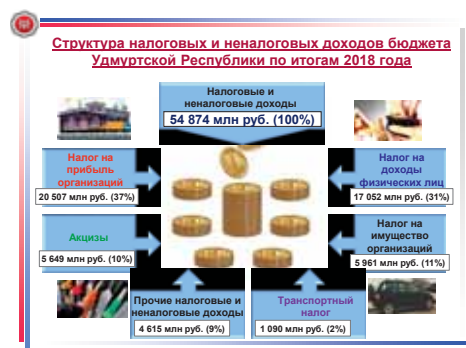 Структура налоговых и неналоговых доходов бюджета
Удмуртской Республики по итогам 2018 года
Налоговые и
неналоговые доходы
54 874 млн руб. (100%)
Налог на
прибыль
организаций
20 507 млн руб. (37%)
Налог на
доходы
физических лиц
17 052 млн руб. (31%)
Акцизы
5 649 млн руб. (10%)
Налог на
имущество
организаций
5 961 млн руб. (11%)
Прочие налоговые и
неналоговые доходы
4 615 млн руб. (9%)
Транспортный
налог
1 090 млн руб. (2%)